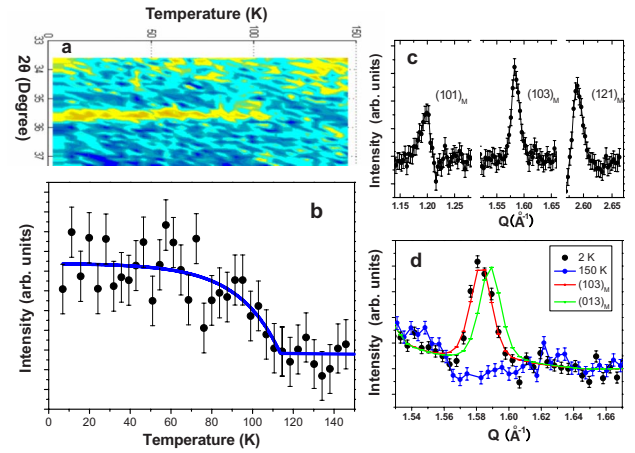 Temperature (K)
0
50
100
150
33
34
35
36
37
2θ (Degree)
a
b
Intensity (arb. units)
0 20 40 60 80 100 120 140
Temperature (K)
c
(101)M
(103)M
(121)M
Intensity (arb. units)
1.15 1.20 1.25 1.55 1.60 1.65 2.60 2.65
Q(Å-1)
d
2 K
150 K
(103)M
(013)M
Intensity (arb. units)
1.54 1.56 1.58 1.60 1.62 1.64 1.66
Q (Å-1)